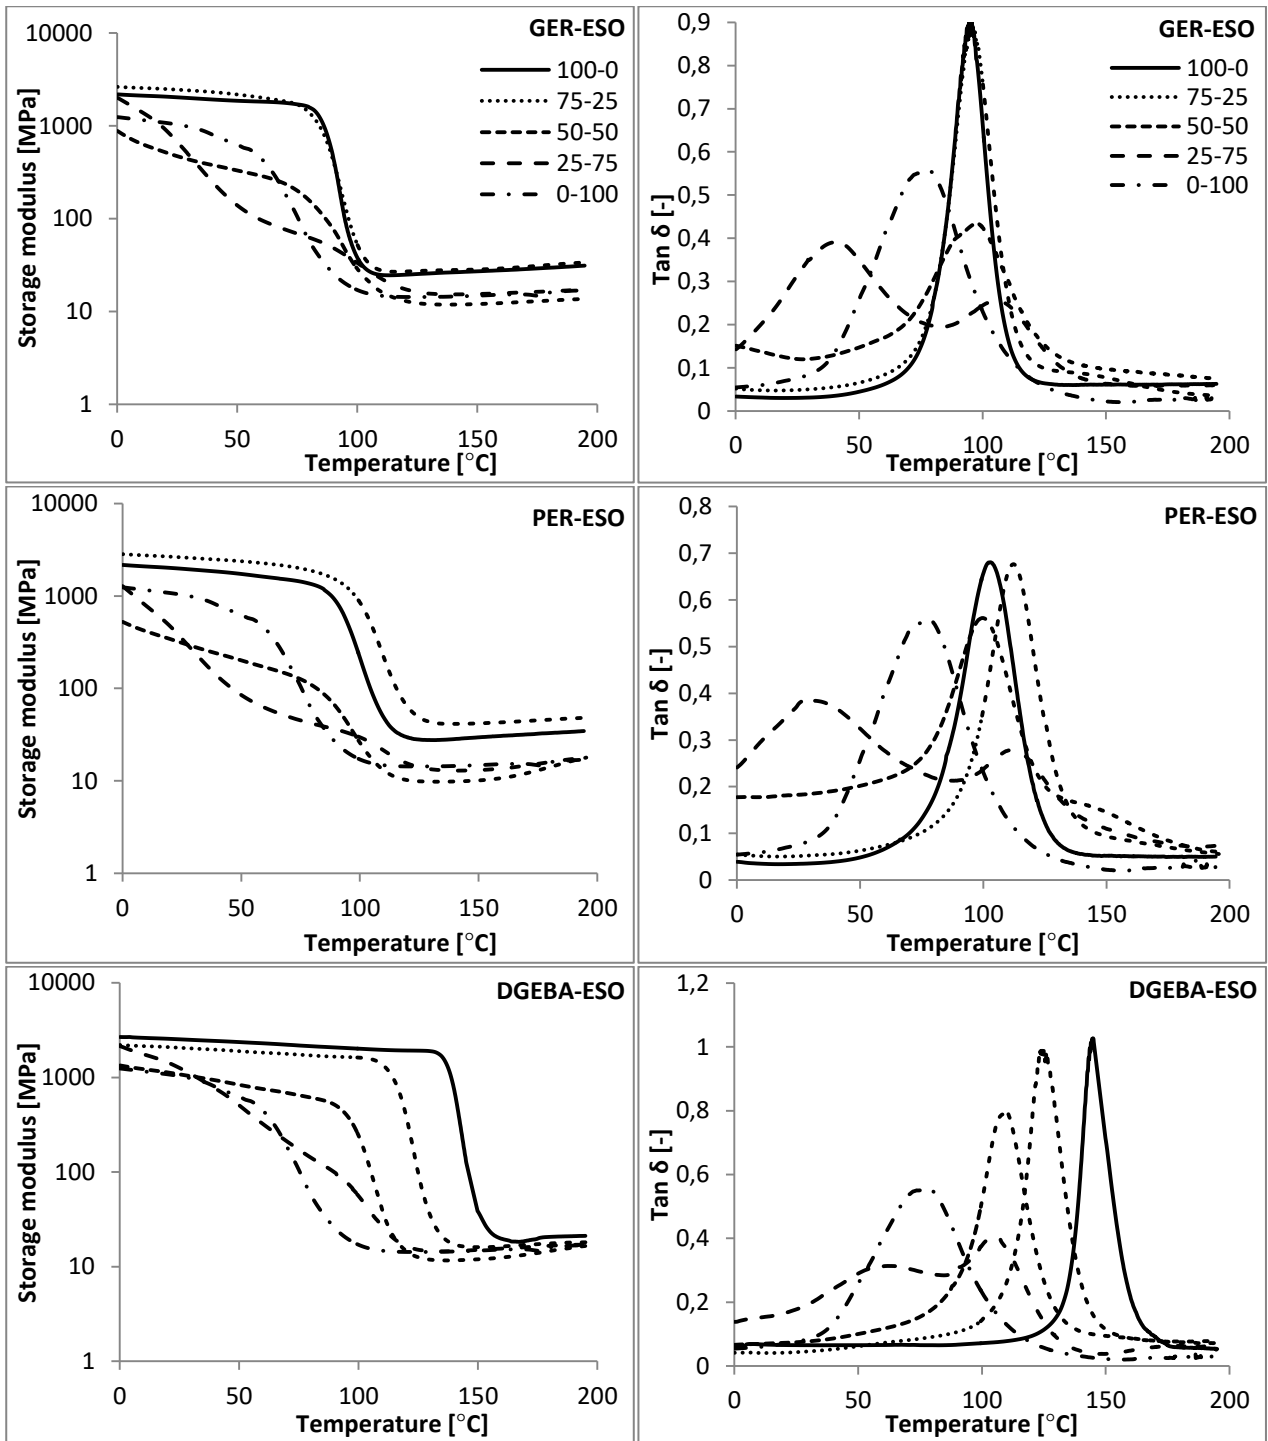 GER-ESO
10000
1000
100
10
1
Storage modulus [MPa]
100-0
75-25
50-50
25-75
0-100
0 50 100 150 200
Temperature [°C]
GER-ESO
0,9
0,8
0,7
0,6
0,5
0,4
0,3
0,2
0,1
0
Tan δ [-]
100-0
75-25
50-50
25-75
0-100
0 50 100 150 200
Temperature [°C]
PER-ESO
10000
1000
100
10
1
Storage modulus [MPa]
0 50 100 150 200
Temperature [°C]
PER-ESO
0,8
0,7
0,6
0,5
0,4
0,3
0,2
0,1
0
Tan δ [-]
0 50 100 150 200
Temperature [°C]
DGEBA-ESO
10000
1000
100
10
1
Storage modulus [MPa]
0 50 100 150 200
Temperature [°C]
DGEBA-ESO
1,2
1
0,8
0,6
0,4
0,2
0
Tan δ [-]
0 50 100 150 200
Temperature [°C]